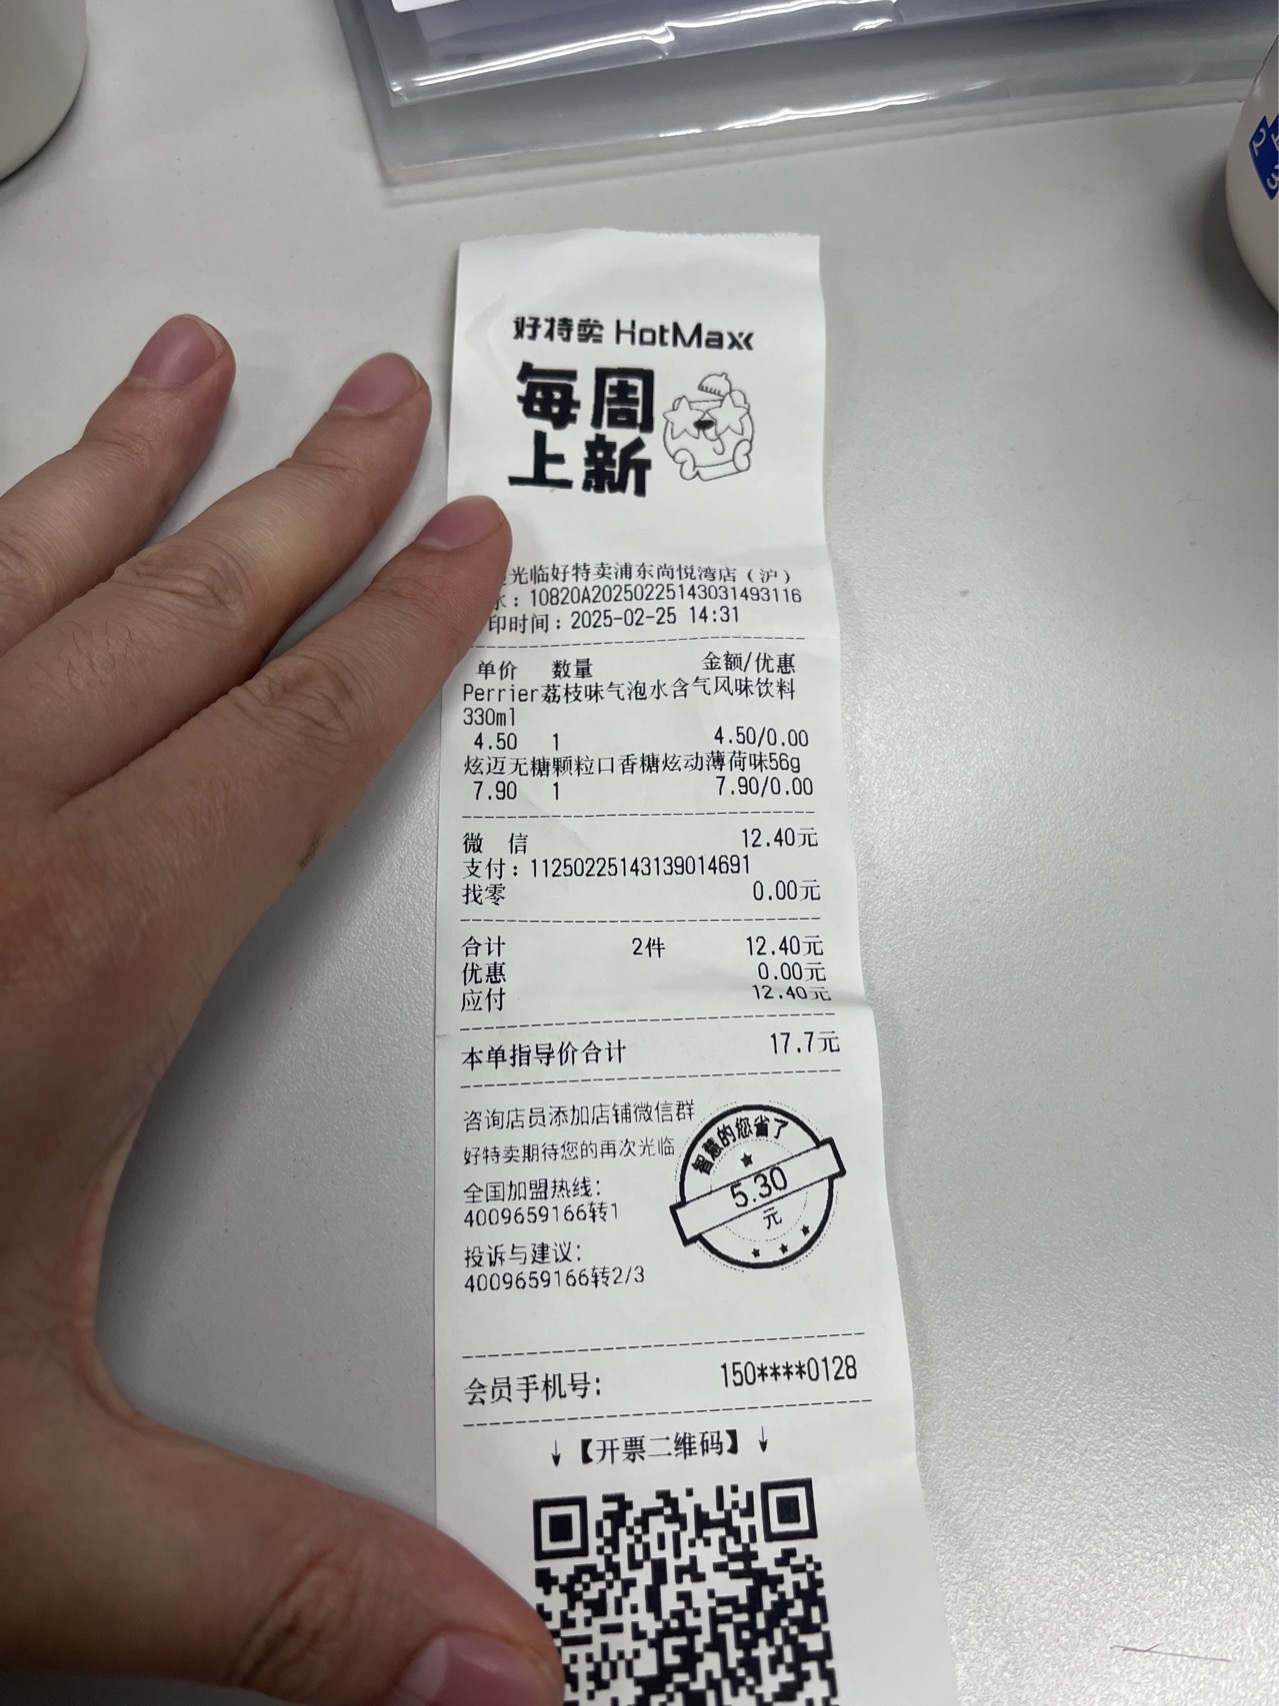 好特卖 HotMaxx
每周
上新
光临好特卖浦东尚悦湾店（沪）
水：10820A20250225143031493116
印时间：2025-02-25 14:31
单价 数量 金额/优惠
Perrier荔枝味气泡水含气风味饮料
330ml
4.50 1 4.50/0.00
炫迈无糖颗粒口香糖炫动薄荷味56g
7.90 1 7.90/0.00
微 信 12.40元
支付：11250225143139014691
找零 0.00元
合计 2件 12.40元
优惠 0.00元
应付 12.40元
本单指导价合计 17.7元
咨询店员添加店铺微信群
好特卖期待您的再次光临
全国加盟热线：
4009659166转1
投诉与建议：
4009659166转2/3
智慧的您省了
5.30
元
会员手机号： 150****0128
↓【开票二维码】↓
2
3